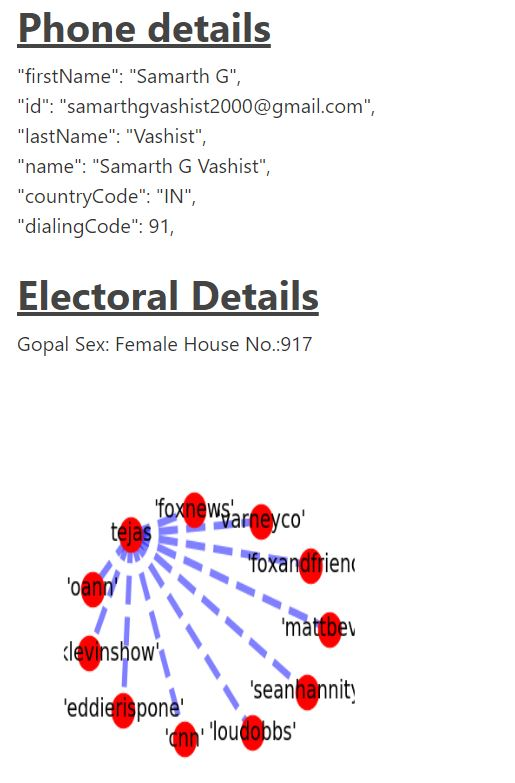 Phone details
"firstName": "Samarth G",
"id": "samarthgvashist2000@gmail.com",
"lastName": "Vashist",
"name": "Samarth G Vashist",
"countryCode": "IN",
"dialingCode": 91,
Electoral Details
Gopal Sex: Female House No.:917
'foxnews'
'varneyco'
tejas
'foxandfrienc
'oann'
'mattbev
klevinshow'
'seanhannity
'eddierispone'
'cnn'
'loudobbs'